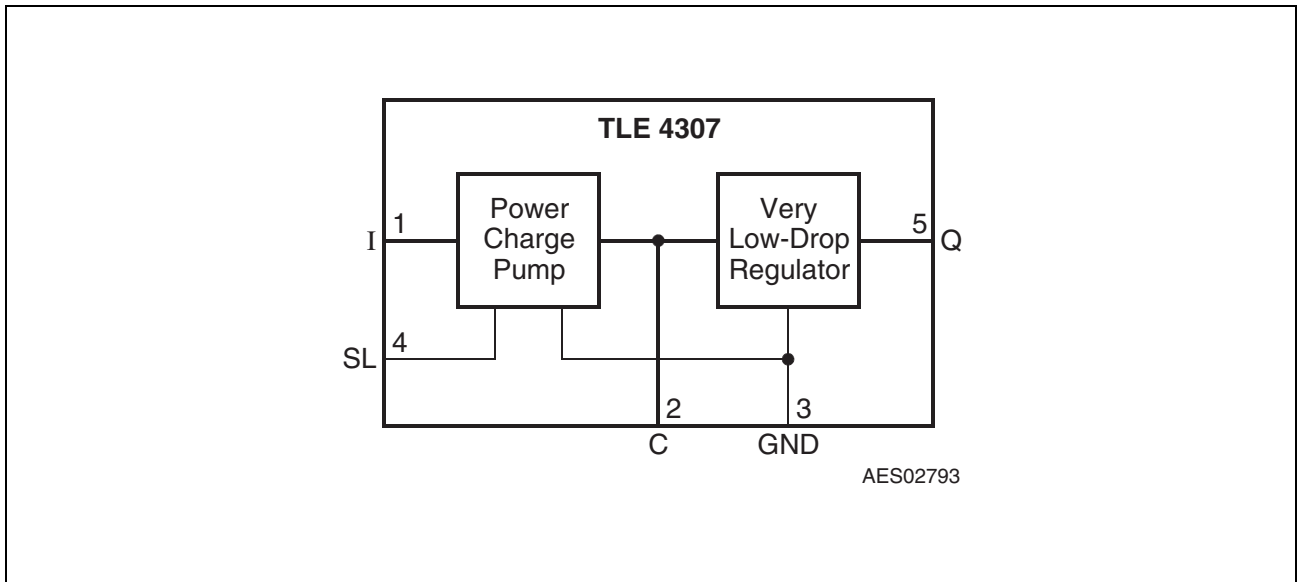 TLE 4307
Power
Charge
Pump
Very
Low-Drop
Regulator
1
I
5
Q
4
SL
2
C
3
GND
AES02793